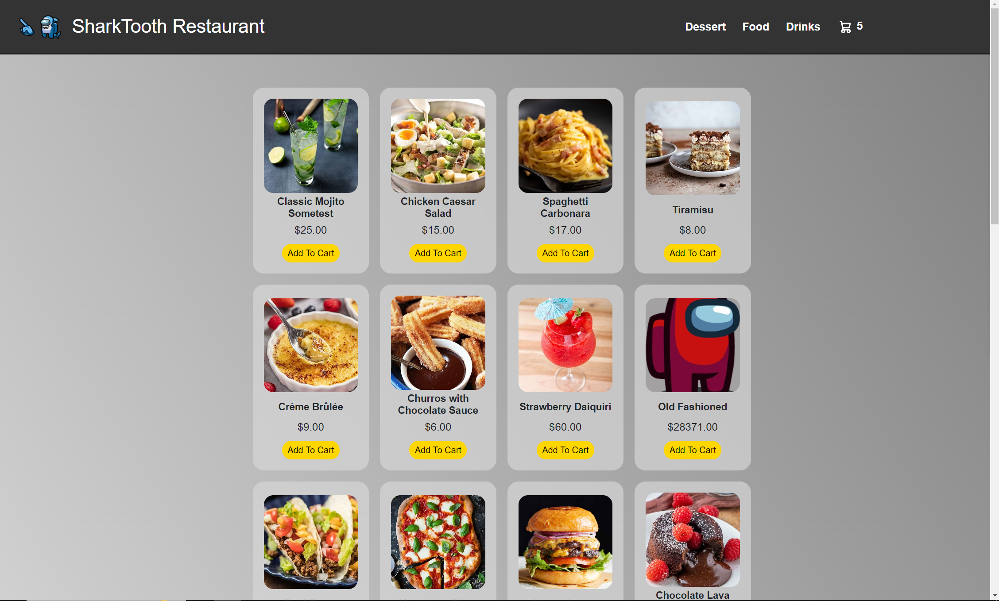 SharkTooth Restaurant
Dessert Food Drinks 5
Classic Mojito
Sometest
$25.00
Add To Cart
Chicken Caesar
Salad
$15.00
Add To Cart
Spaghetti
Carbonara
$17.00
Add To Cart
Tiramisu
$8.00
Add To Cart
Crème Brûlée
$9.00
Add To Cart
Churros with
Chocolate Sauce
$6.00
Add To Cart
Strawberry Daiquiri
$60.00
Add To Cart
Old Fashioned
$28371.00
Add To Cart
Chocolate Lava